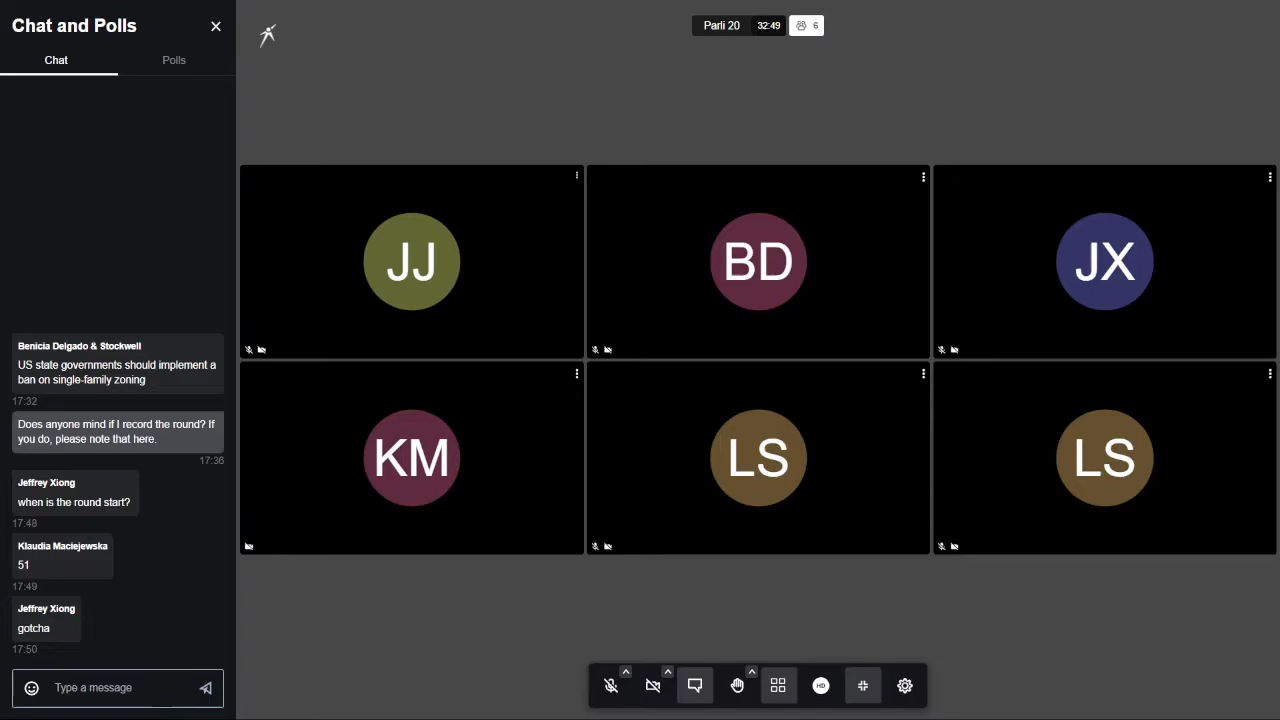 Chat and Polls
Chat
Polls
Benicia Delgado & Stockwell
US state governments should implement a
ban on single-family zoning
17:32
Does anyone mind if I record the round? If
you do, please note that here.
17:36
Jeffrey Xiong
when is the round start?
17:48
Klaudia Maciejewska
51
17:49
Jeffrey Xiong
gotcha
17:50
Type a message
Parli 20
32:49
6
JJ
BD
JX
KM
LS
LS
HD